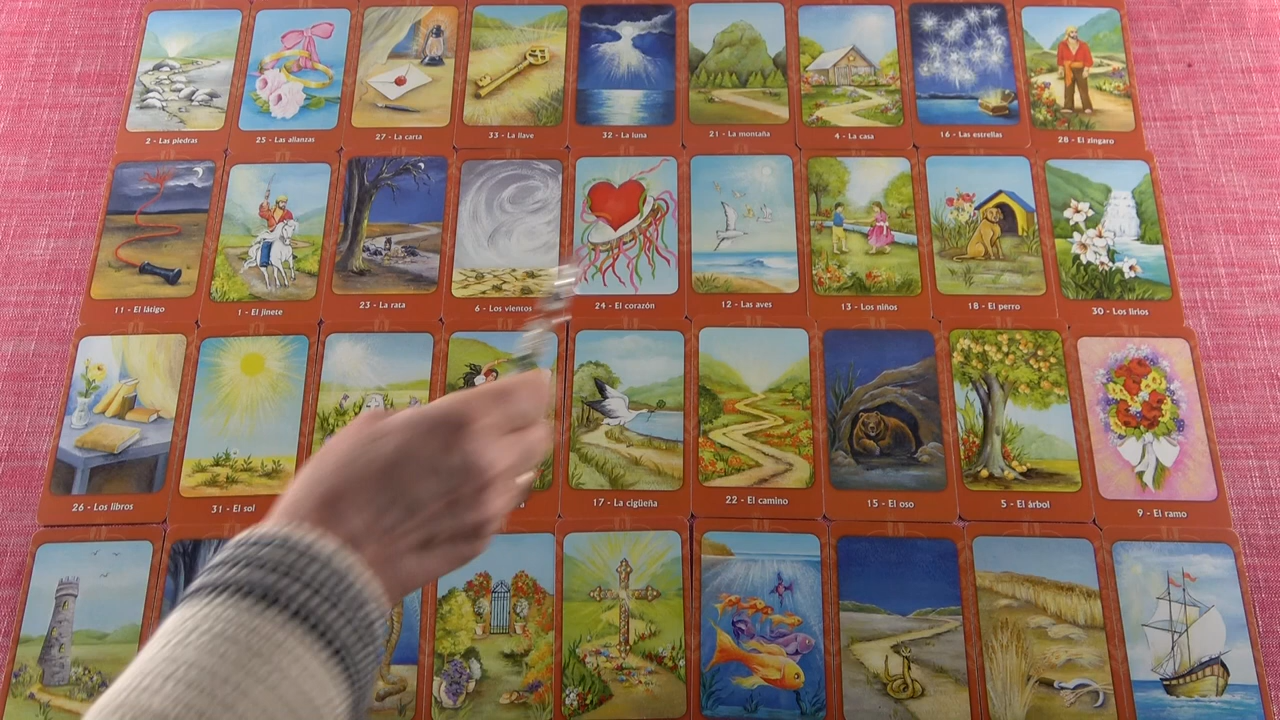 2 - Las piedras
25 - Las alianzas
27 - La carta
33 - La llave
32 - La luna
21 - La montaña
4 - La casa
16 - Las estrellas
28 - El zíngaro
11 - El látigo
1 - El jinete
23 - La rata
6 - Los vientos
24 - El corazón
12 - Las aves
13 - Los niños
18 - El perro
30 - Los lirios
26 - Los libros
31 - El sol
17 - La cigüeña
22 - El camino
15 - El oso
5 - El árbol
9 - El ramo